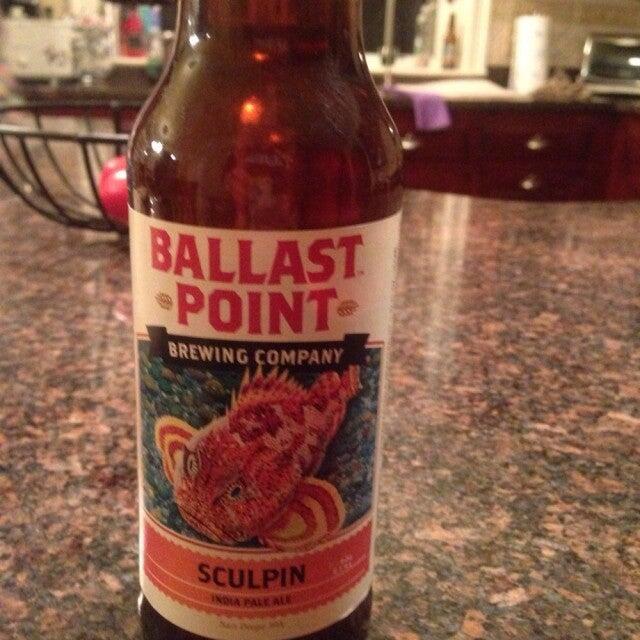 BALLAST
POINT
BREWING COMPANY
SCULPIN
INDIA PALE ALE